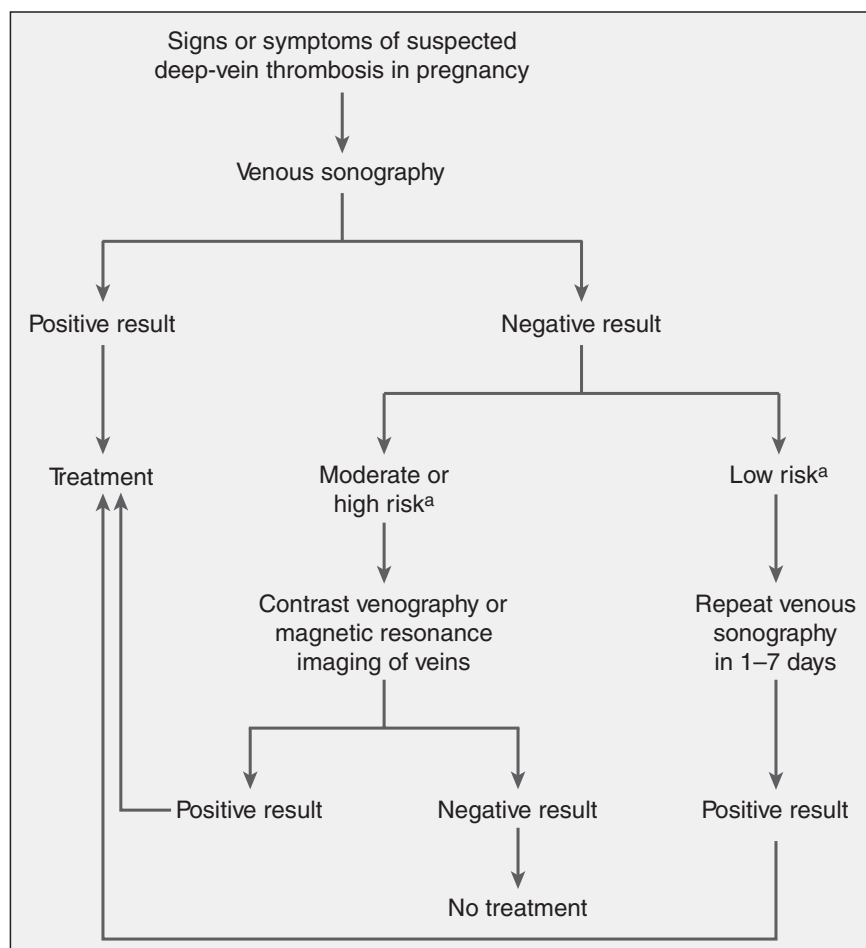 Signs or symptoms of suspected
deep-vein thrombosis in pregnancy
Venous sonography
Positive result
Negative result
Treatment
Moderate or
high riskª
Low riskª
Contrast venography or
magnetic resonance
imaging of veins
Repeat venous
sonography
in 1–7 days
Positive result
Negative result
Positive result
No treatment